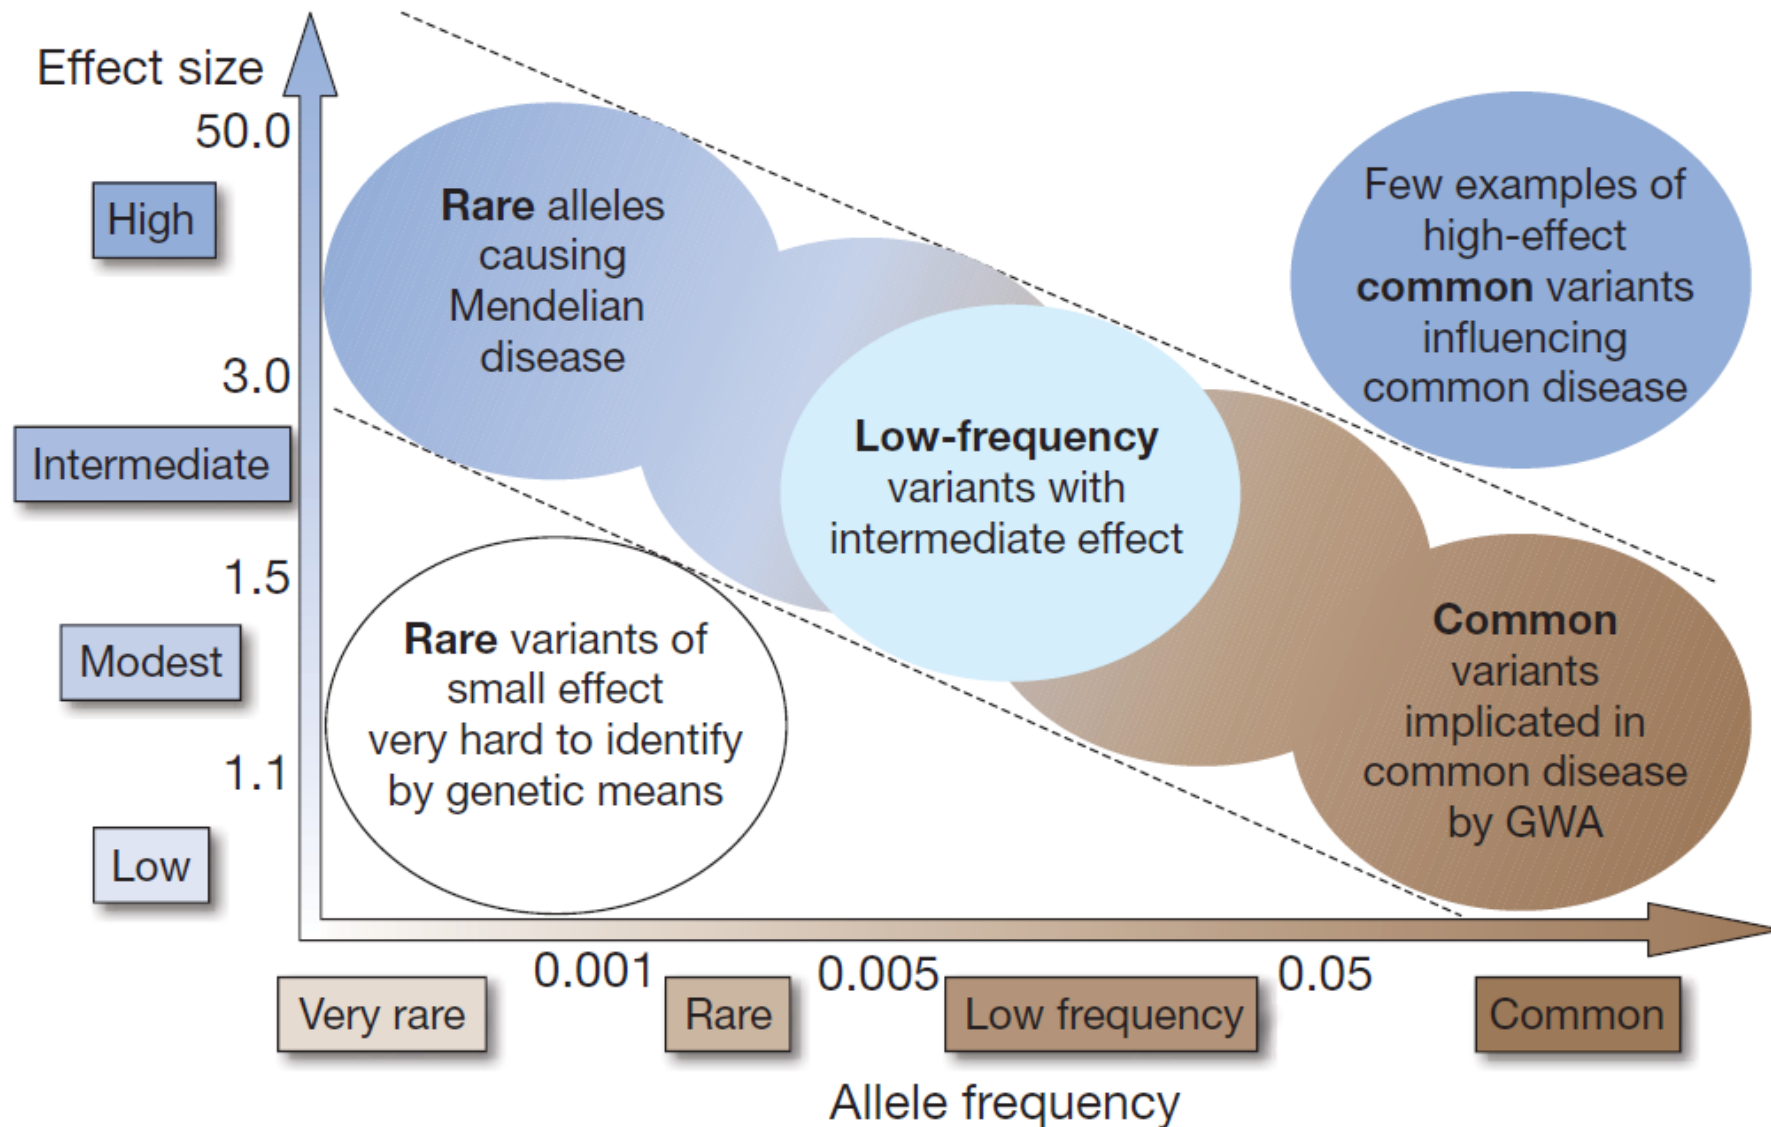 Effect size
50.0
High
3.0
Intermediate
1.5
Modest
1.1
Low
Rare alleles
causing
Mendelian
disease
Few examples of
high-effect
common variants
influencing
common disease
Low-frequency
variants with
intermediate effect
Rare variants of
small effect
very hard to identify
by genetic means
Common
variants
implicated in
common disease
by GWA
0.001
0.005
0.05
Very rare
Rare
Low frequency
Common
Allele frequency